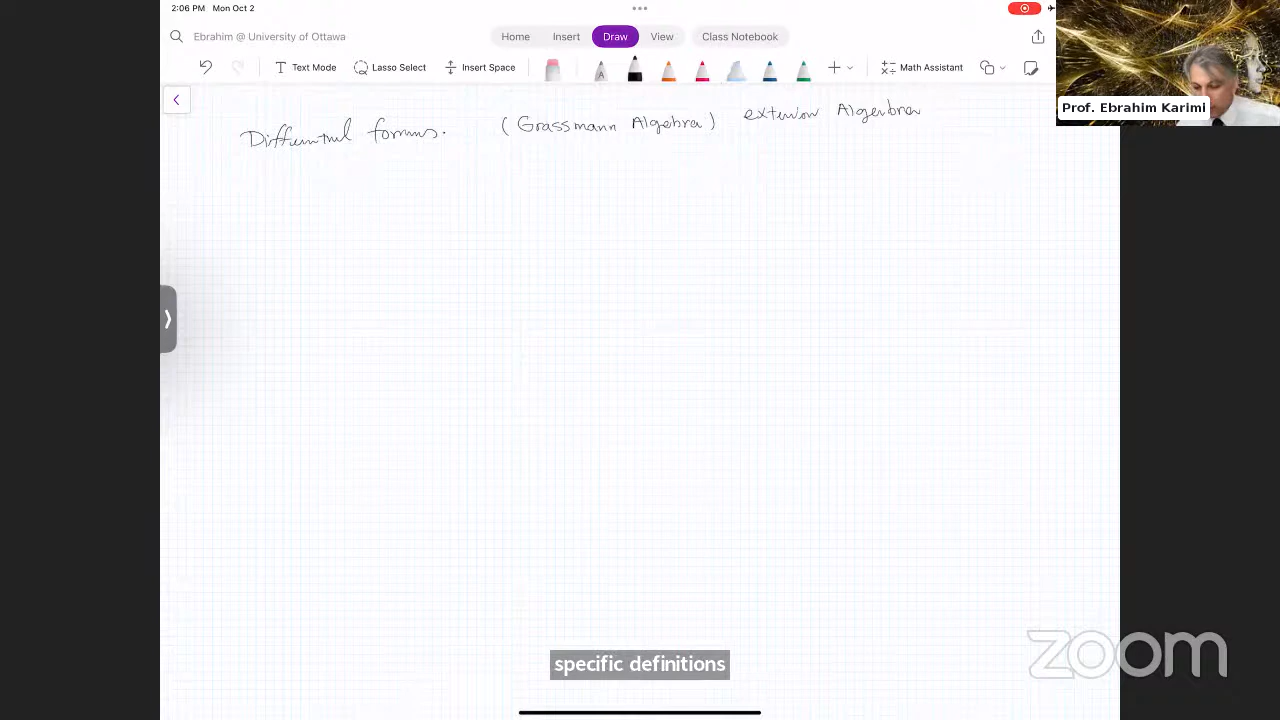 2:06 PM Mon Oct 2
Ebrahim @ University of Ottawa
Home Insert Draw View Class Notebook
Text Mode Lasso Select Insert Space Math Assistant
Differential Forms. (Grassmann Algebra) exterior Algebra
Prof. Ebrahim Karimi
specific definitions
zoom